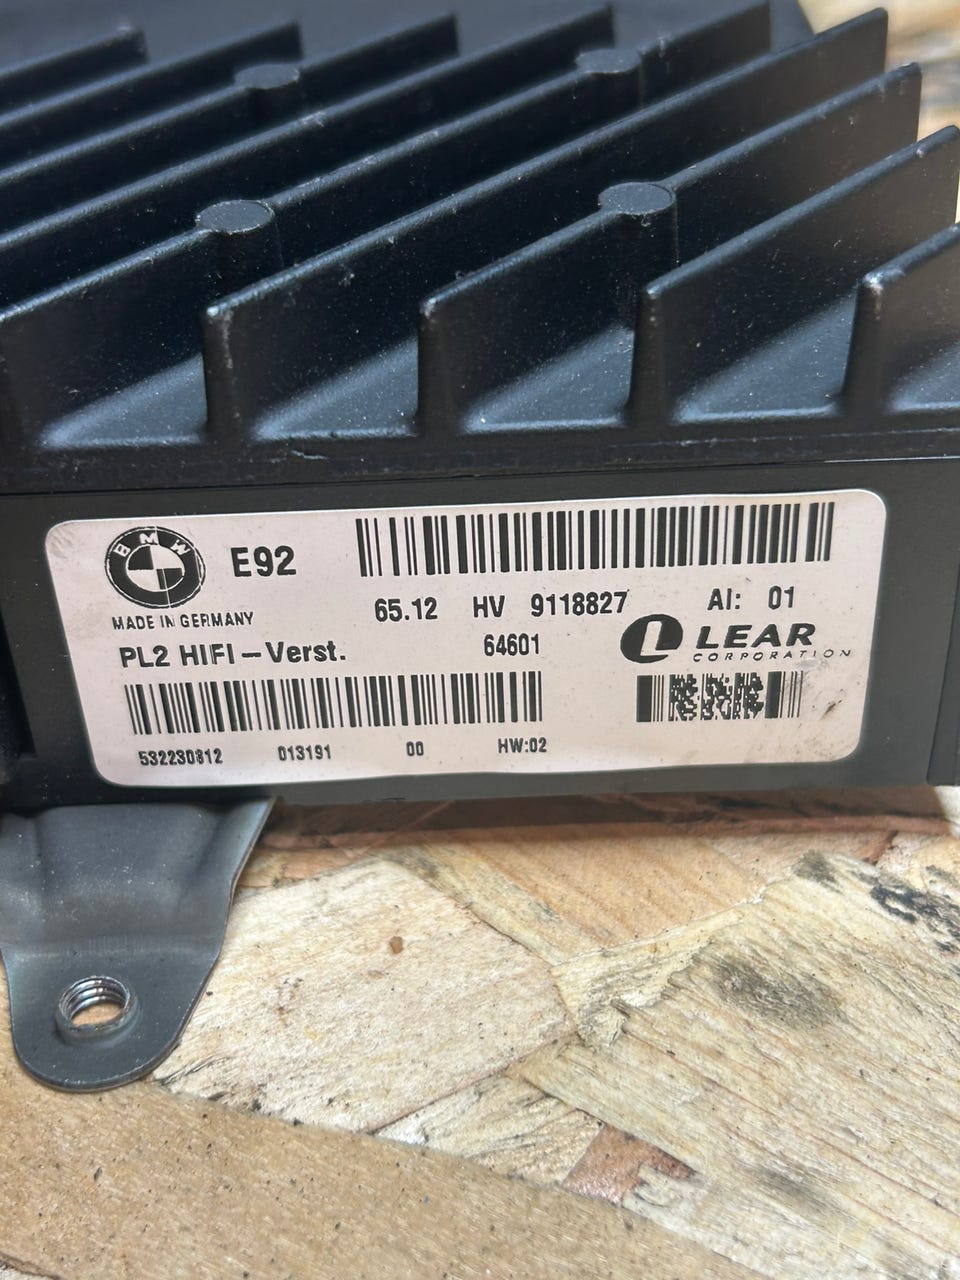 BMW
E92
MADE IN GERMANY
65.12 HV 9118827 AI: 01
PL2 HIFI-Verst. 64601
LEAR
CORPORATION
532230812 013191 00 HW:02